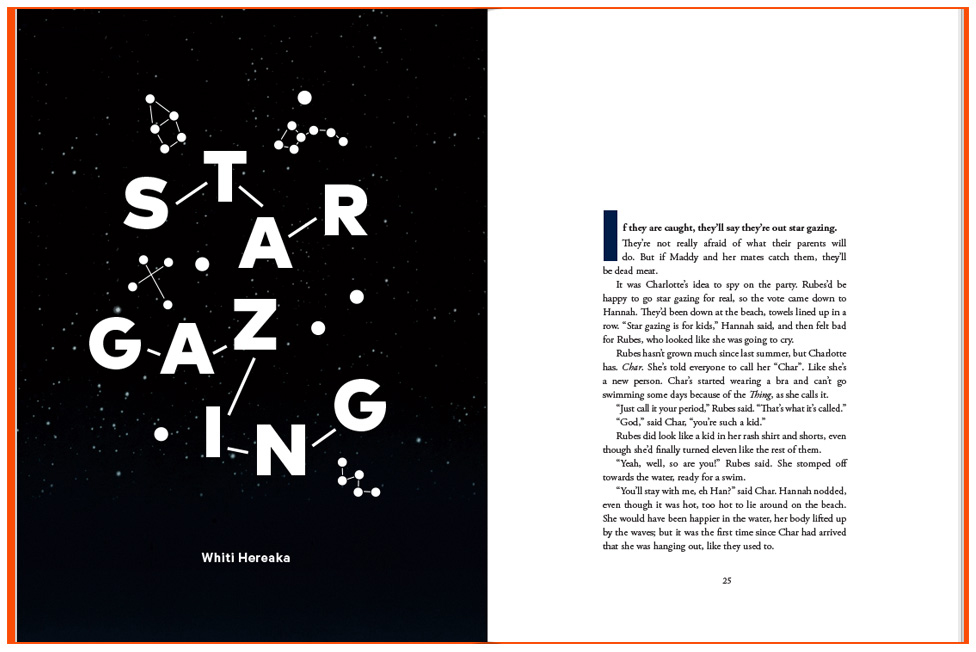 STAR
GAZING
Whiti Hereaka
If they are caught, they'll say they're out star gazing.
They're not really afraid of what their parents will
do. But if Maddy and her mates catch them, they'll
be dead meat.
It was Charlotte's idea to spy on the party. Rubes'd be
happy to go star gazing for real, so the vote came down to
Hannah. They'd been down at the beach, towels lined up in a
row. “Star gazing is for kids,” Hannah said, and then felt bad
for Rubes, who looked like she was going to cry.
Rubes hasn't grown much since last summer, but Charlotte
has. Char. She's told everyone to call her “Char”. Like she's
a new person. Char's started wearing a bra and can't go
swimming some days because of the Thing, as she calls it.
“Just call it your period,” Rubes said. “That's what it's called.”
“God,” said Char, “you're such a kid.”
Rubes did look like a kid in her rash shirt and shorts, even
though she'd finally turned eleven like the rest of them.
“Yeah, well, so are you!” Rubes said. She stomped off
towards the water, ready for a swim.
“You'll stay with me, eh Han?” said Char. Hannah nodded,
even though it was hot, too hot to lie around on the beach.
She would have been happier in the water, her body lifted up
by the waves; but it was the first time since Char had arrived
that she was hanging out, like they used to.
25